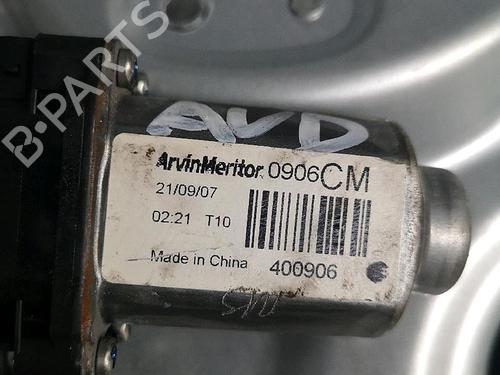 B-PARTS
AVD
ArvinMeritor 0906CM
21/09/07
02:21 T10
Made in China 400906